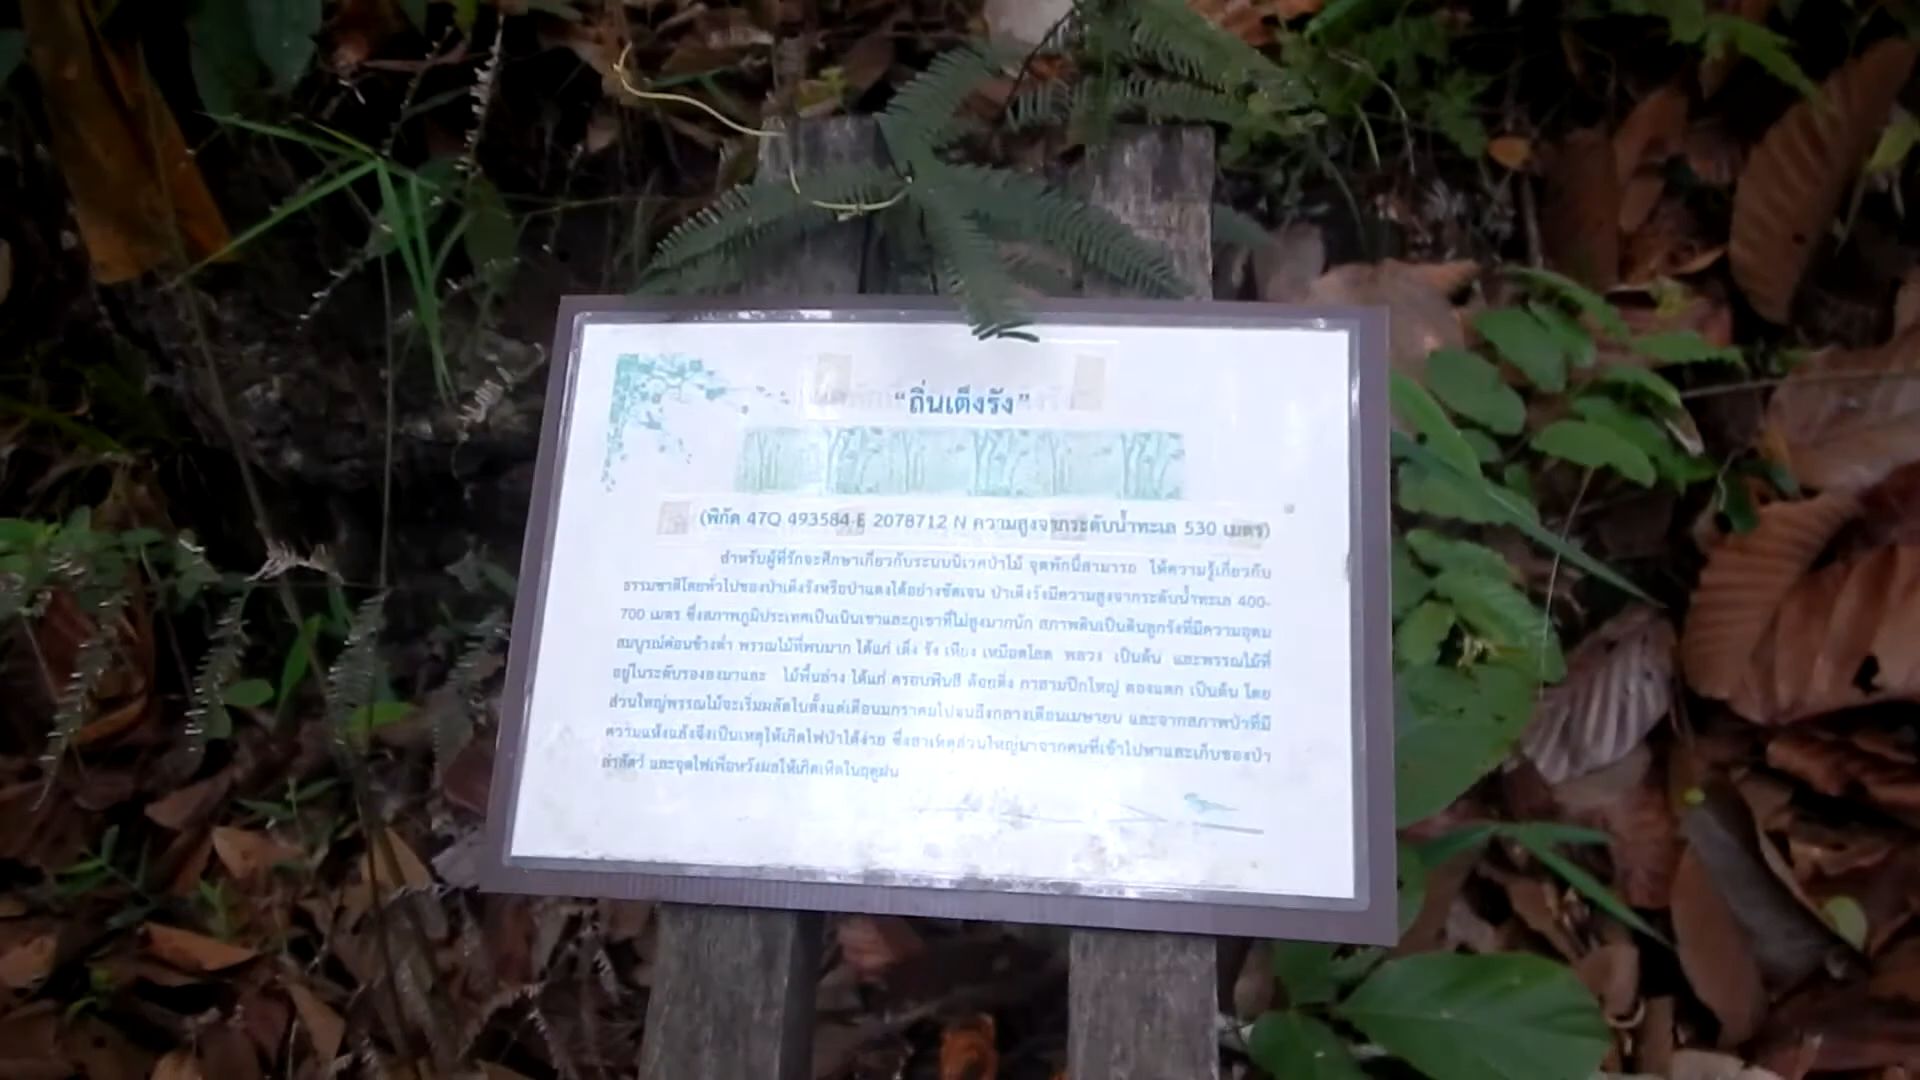 “ถิ่นเต็งรัง”
(พิกัด 47Q 493584 E 2078712 N ความสูงจากระดับน้ำทะเล 530 เมตร)
สำหรับผู้ที่รักจะศึกษาเกี่ยวกับระบบนิเวศป่าไม้ จุดพักนี้สามารถ ให้ความรู้เกี่ยวกับ
ธรรมชาติโดยทั่วไปของป่าเต็งรังหรือป่าแดงได้อย่างชัดเจน ป่าเต็งรังมีความสูงจากระดับน้ำทะเล 400-
700 เมตร ซึ่งสภาพภูมิประเทศเป็นเนินเขาและภูเขาที่ไม่สูงมากนัก สภาพดินเป็นดินลูกรังที่มีความอุดม
สมบูรณ์ค่อนข้างต่ำ พรรณไม้ที่พบมาก ได้แก่ เต็ง รัง เหียง เหมือดโลด พลวง เป็นต้น และพรรณไม้ที่
อยู่ในระดับรองลงมาและ ไม้พื้นล่าง ได้แก่ ครอบฟันสี ต้อยติ่ง กาสามปีกใหญ่ ตองแตก เป็นต้น โดย
ส่วนใหญ่พรรณไม้จะเริ่มผลัดใบตั้งแต่เดือนมกราคมไปจนถึงกลางเดือนเมษายน และจากสภาพป่าที่มี
ความแห้งแล้งจึงเป็นเหตุให้เกิดไฟป่าได้ง่าย ซึ่งสาเหตุส่วนใหญ่มาจากคนที่เข้าไปหาและเก็บของป่า
ล่าสัตว์ และจุดไฟเพื่อหวังผลให้เกิดเห็ดในฤดูฝน